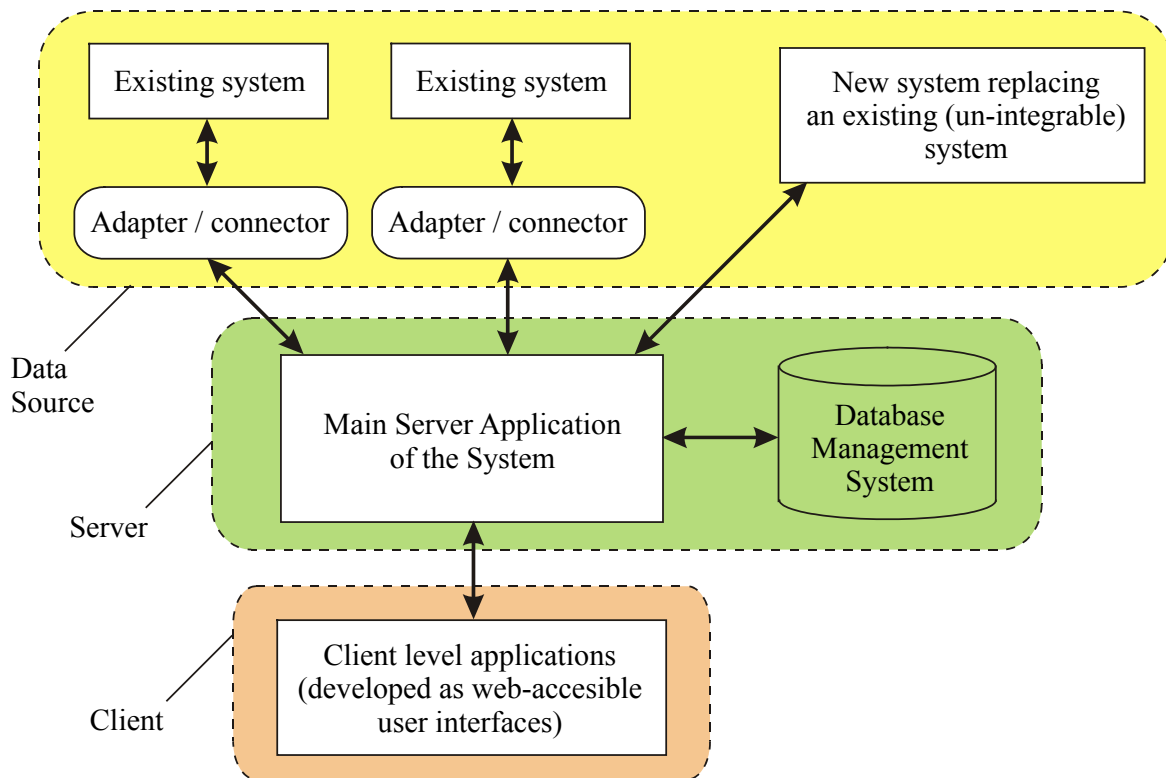 Existing system
Existing system
New system replacing
an existing (un-integrable)
system
Adapter / connector
Adapter / connector
Data
Source
Main Server Application
of the System
Database
Management
System
Server
Client level applications
(developed as web-accesible
user interfaces)
Client